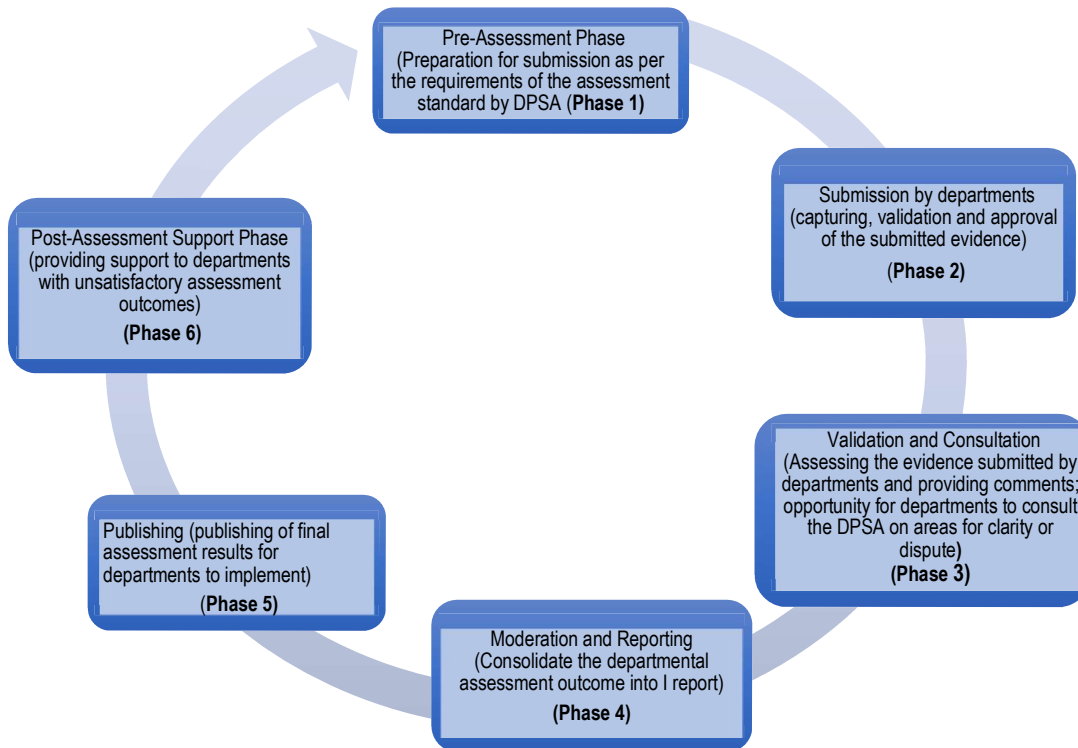 Pre-Assessment Phase
(Preparation for submission as per
the requirements of the assessment
standard by DPSA (Phase 1)
Submission by departments
(capturing, validation and approval
of the submitted evidence)
(Phase 2)
Validation and Consultation
(Assessing the evidence submitted by
departments and providing comments;
opportunity for departments to consult
the DPSA on areas for clarity or
dispute)
(Phase 3)
Moderation and Reporting
(Consolidate the departmental
assessment outcome into I report)
(Phase 4)
Publishing (publishing of final
assessment results for
departments to implement)
(Phase 5)
Post-Assessment Support Phase
(providing support to departments
with unsatisfactory assessment
outcomes)
(Phase 6)